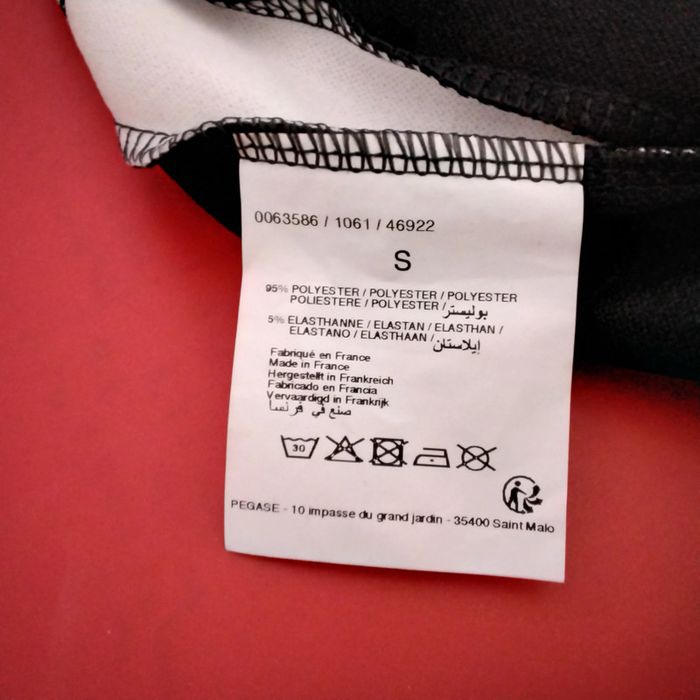 0063586 / 1061 / 46922
S
95% POLYESTER / POLYESTER / POLYESTER
POLIESTERE / POLYESTER / بوليستر
5% ELASTHANNE / ELASTAN / ELASTHAN /
ELASTANO / ELASTHAAN / إيلاستان
Fabriqué en France
Made in France
Hergestellt in Frankreich
Fabricado en Francia
Vervaardigd in Frankrijk
صنع في فرنسا
30
PEGASE - 10 impasse du grand jardin - 35400 Saint Malo